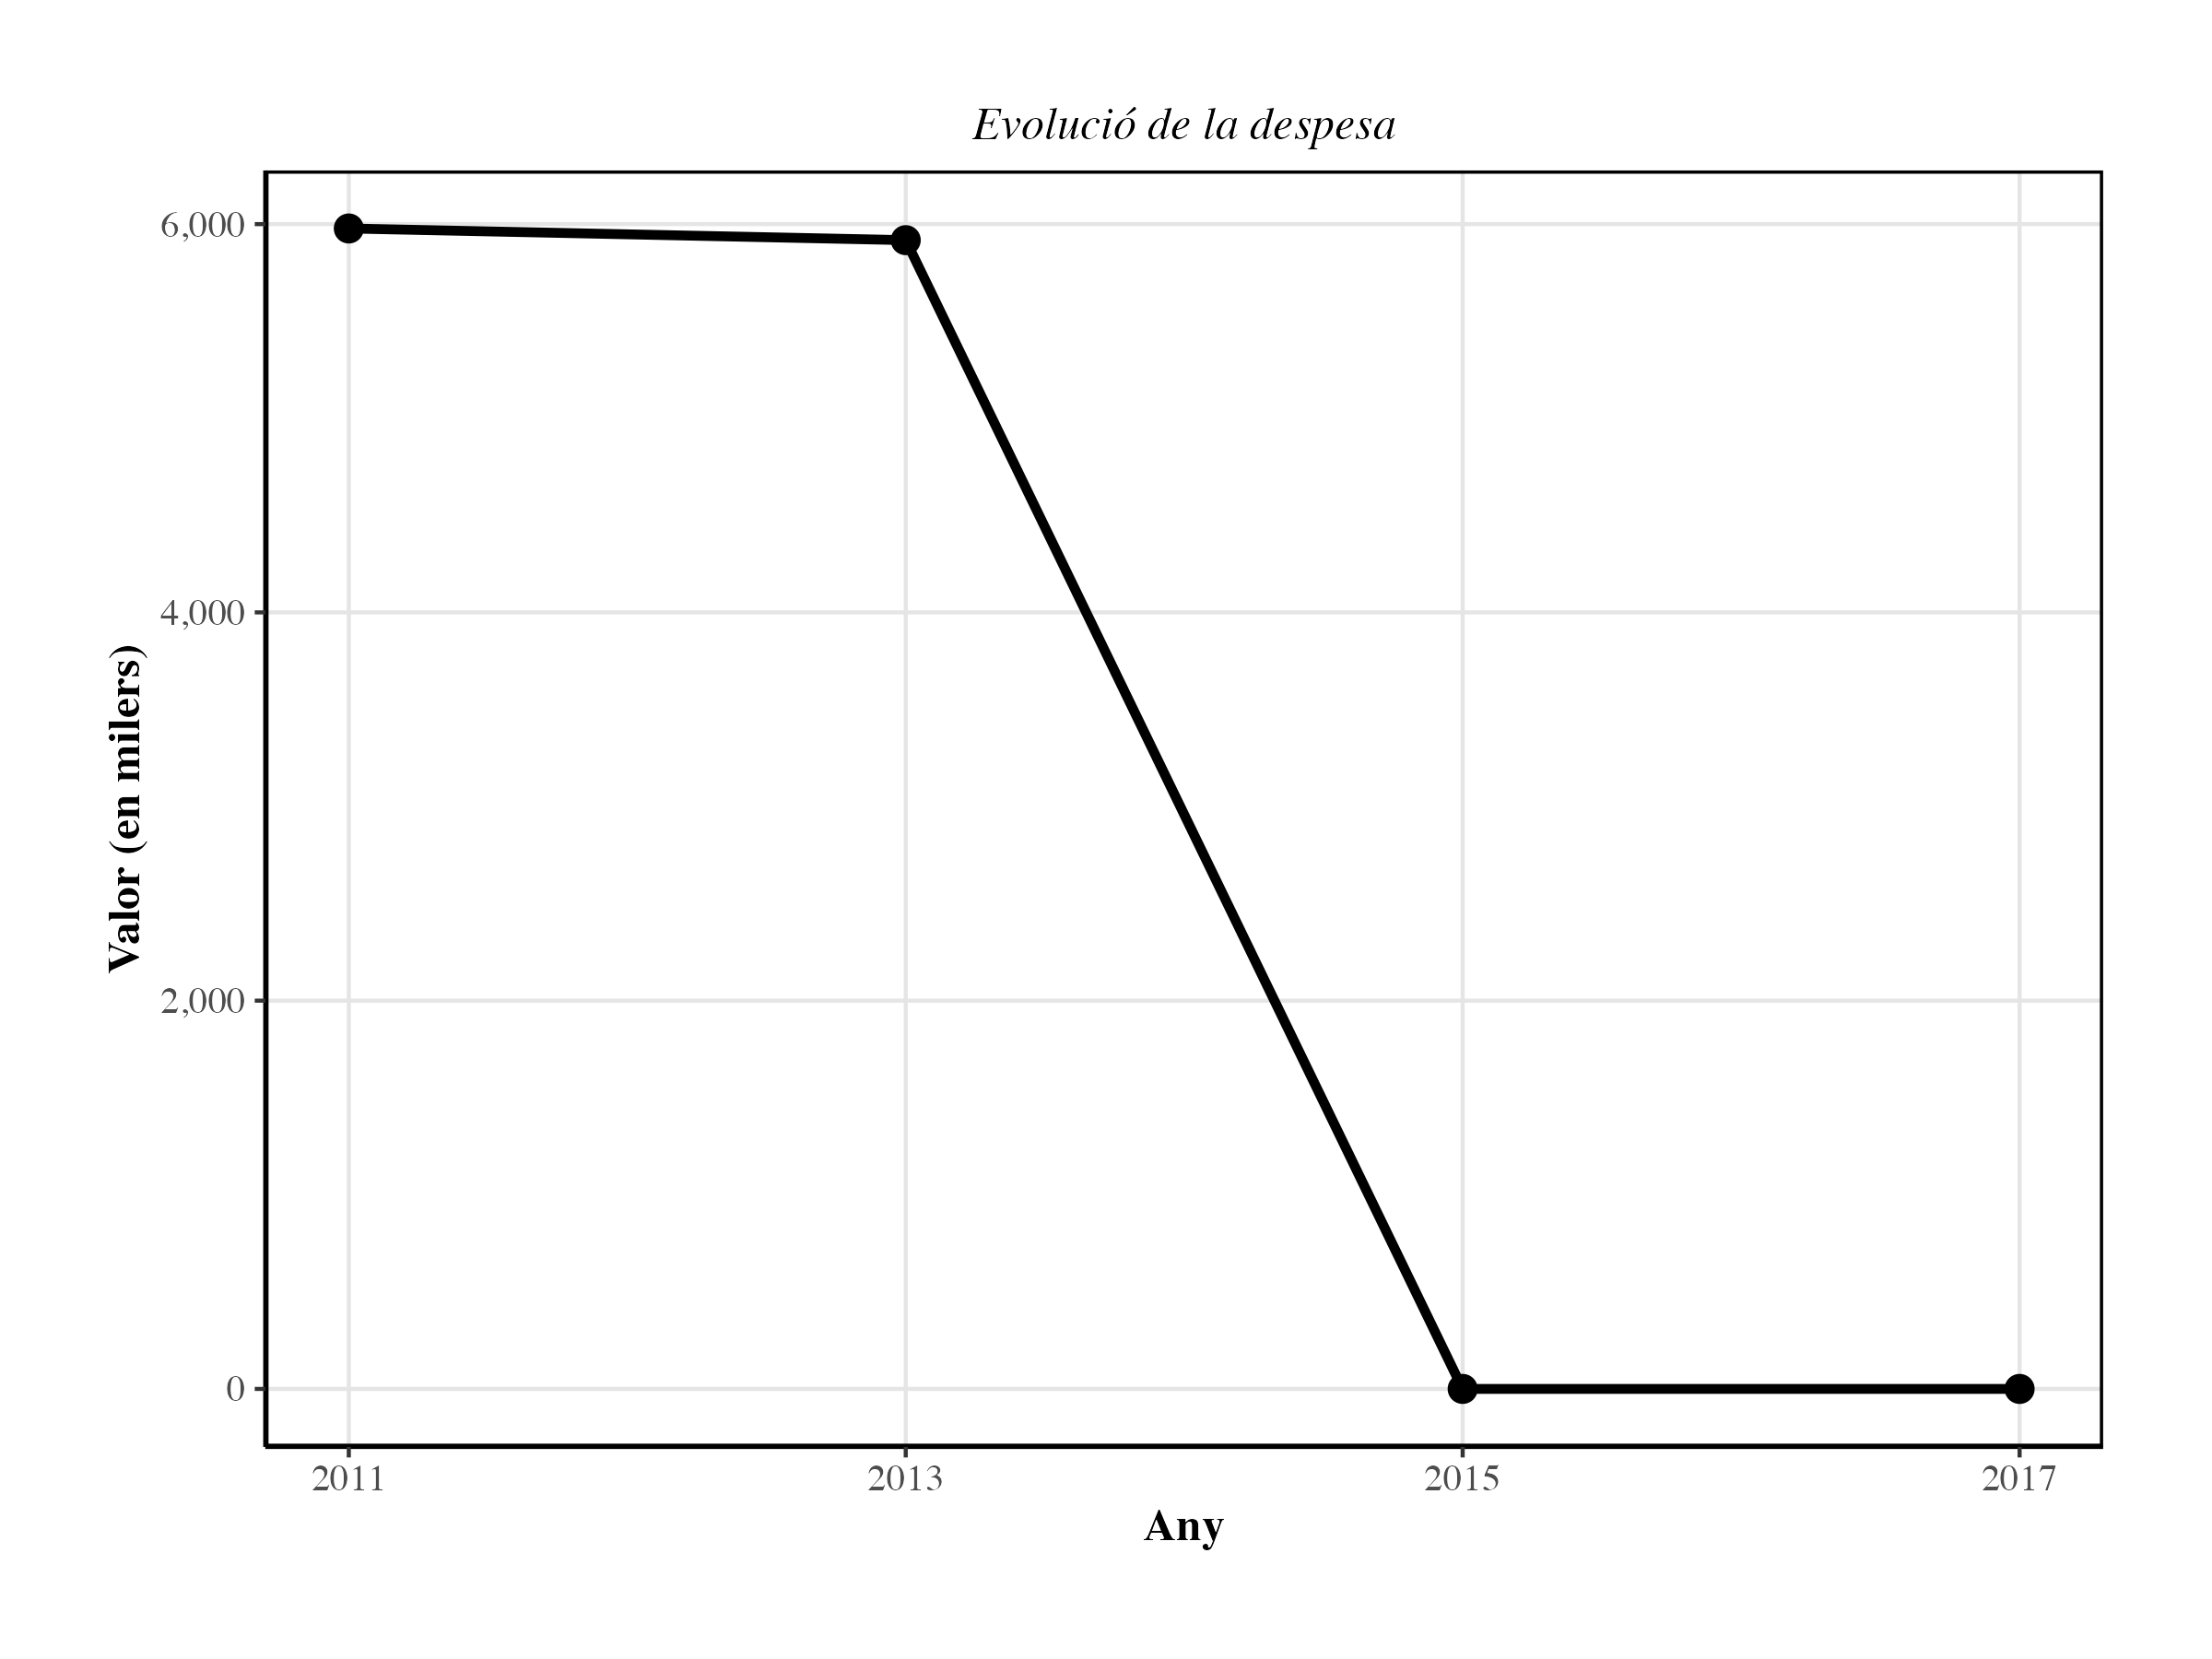 Evolució de la despesa
Valor (en milers)
6,000
4,000
2,000
0
2011 2013 2015 2017
Any